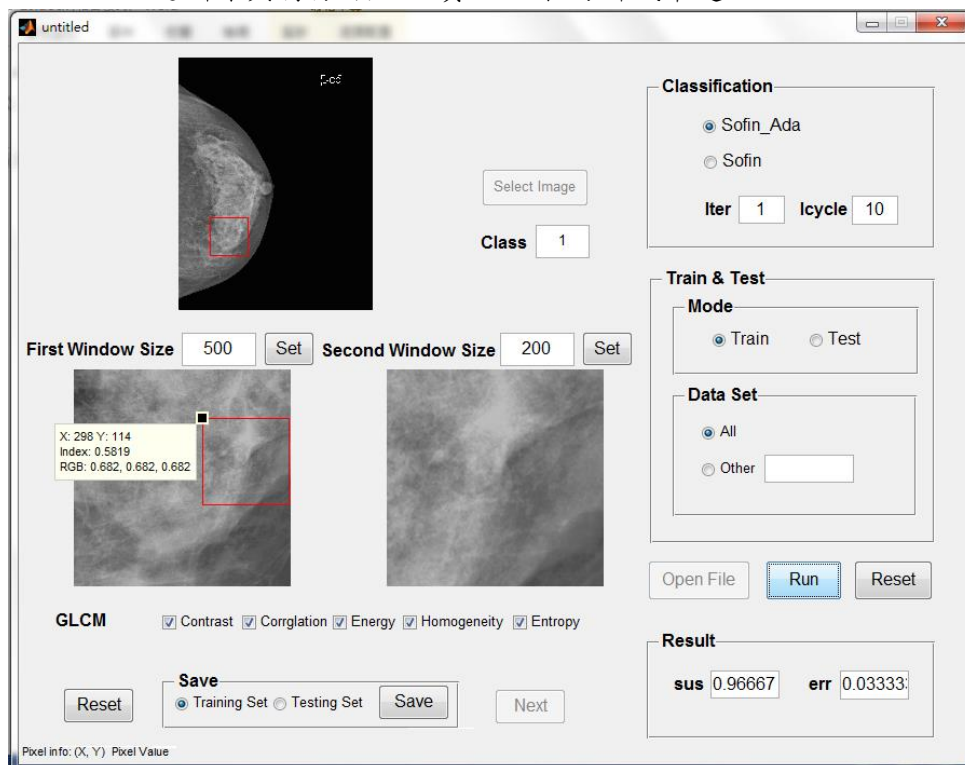 untitled
Classification
Sofin_Ada
Sofin
Iter 1 Icycle 10
Select Image
Class 1
First Window Size 500 Set Second Window Size 200 Set
X: 298 Y: 114
Index: 0.5819
RGB: 0.682, 0.682, 0.682
Train & Test
Mode
Train Test
Data Set
All
Other
Open File Run Reset
GLCM Contrast Corrglation Energy Homogeneity Entropy
Result
sus 0.96667 err 0.03333
Save
Reset Training Set Testing Set Save Next
Pixel info: (X, Y) Pixel Value